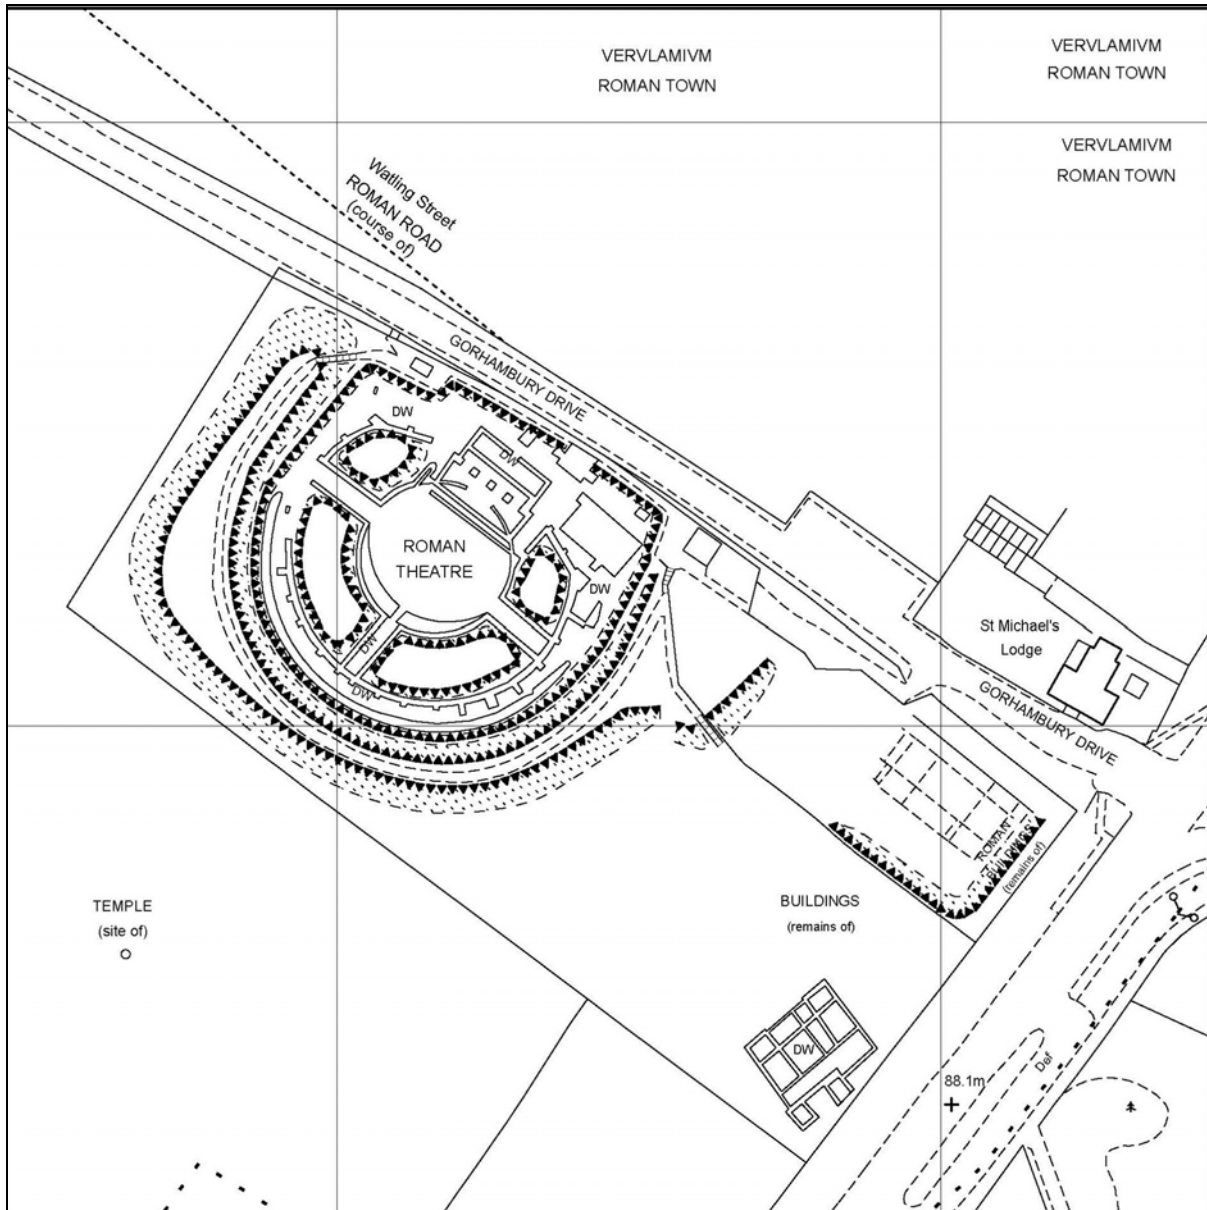 VERVLAMIVM
ROMAN TOWN
VERVLAMIVM
ROMAN TOWN
VERVLAMIVM
ROMAN TOWN
Watling Street
ROMAN ROAD
(course of)
GORHAMBURY DRIVE
DW
DW
ROMAN
THEATRE
DW
DW
DW
St Michael's
Lodge
GORHAMBURY DRIVE
ROMAN
BUILDINGS
(remains of)
TEMPLE
(site of)
BUILDINGS
(remains of)
DW
88.1m
Def